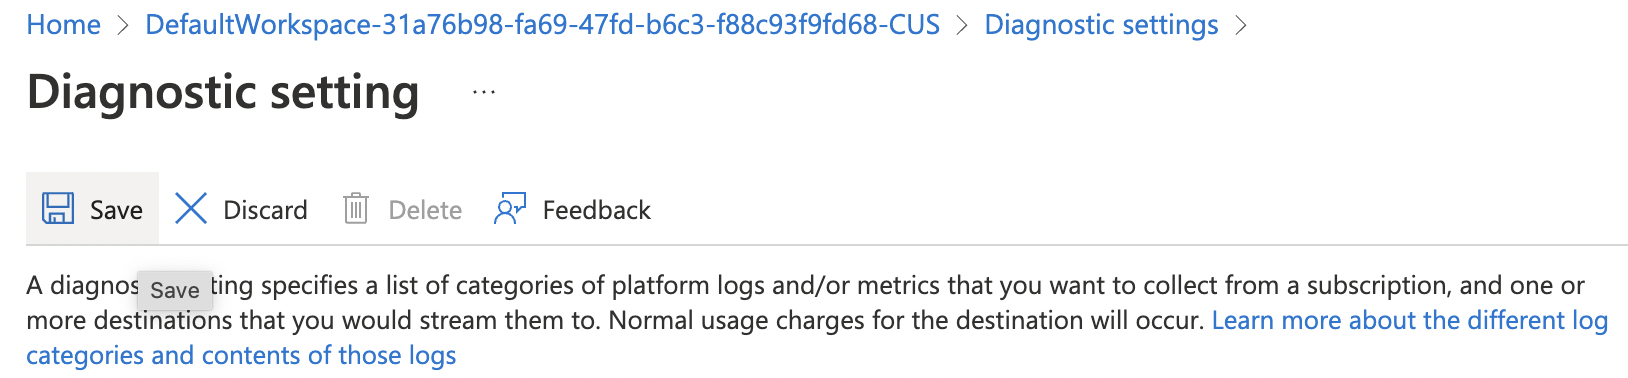 Home > DefaultWorkspace-31a76b98-fa69-47fd-b6c3-f88c93f9fd68-CUS > Diagnostic settings >
Diagnostic setting ...
Save Discard Delete Feedback
A diagnos ting specifies a list of categories of platform logs and/or metrics that you want to collect from a subscription, and one or
Save
more destinations that you would stream them to. Normal usage charges for the destination will occur. Learn more about the different log
categories and contents of those logs